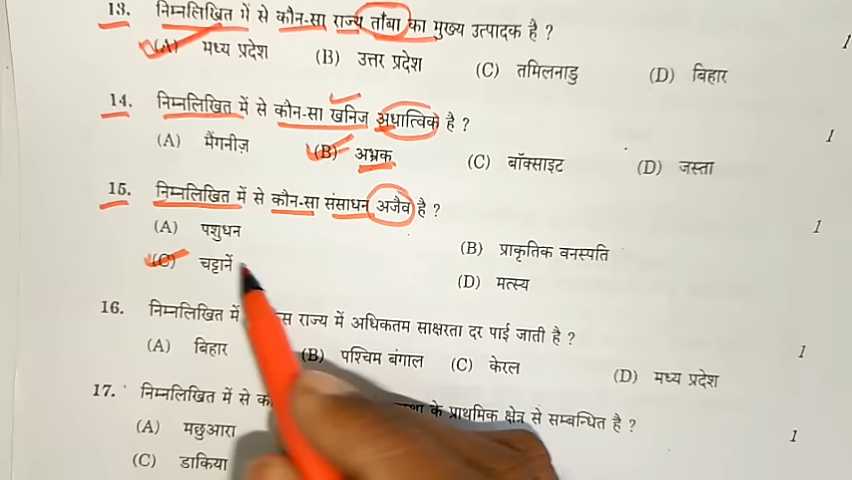 13. निम्नलिखित में से कौन-सा राज्य ताँबा का मुख्य उत्पादक है ?
1
(A) मध्य प्रदेश (B) उत्तर प्रदेश (C) तमिलनाडु (D) बिहार
14. निम्नलिखित में से कौन-सा खनिज अधात्विक है ?
1
(A) मैंगनीज़ (B) अभ्रक (C) बॉक्साइट (D) जस्ता
15. निम्नलिखित में से कौन-सा संसाधन अजैव है ?
1
(A) पशुधन (B) प्राकृतिक वनस्पति
(C) चट्टानें (D) मत्स्य
16. निम्नलिखित में राज्य में अधिकतम साक्षरता दर पाई जाती है ?
1
(A) बिहार (B) पश्चिम बंगाल (C) केरल (D) मध्य प्रदेश
17. निम्नलिखित में से के प्राथमिक क्षेत्र से सम्बन्धित है ?
1
(A) मछुआरा
(C) डाकिया